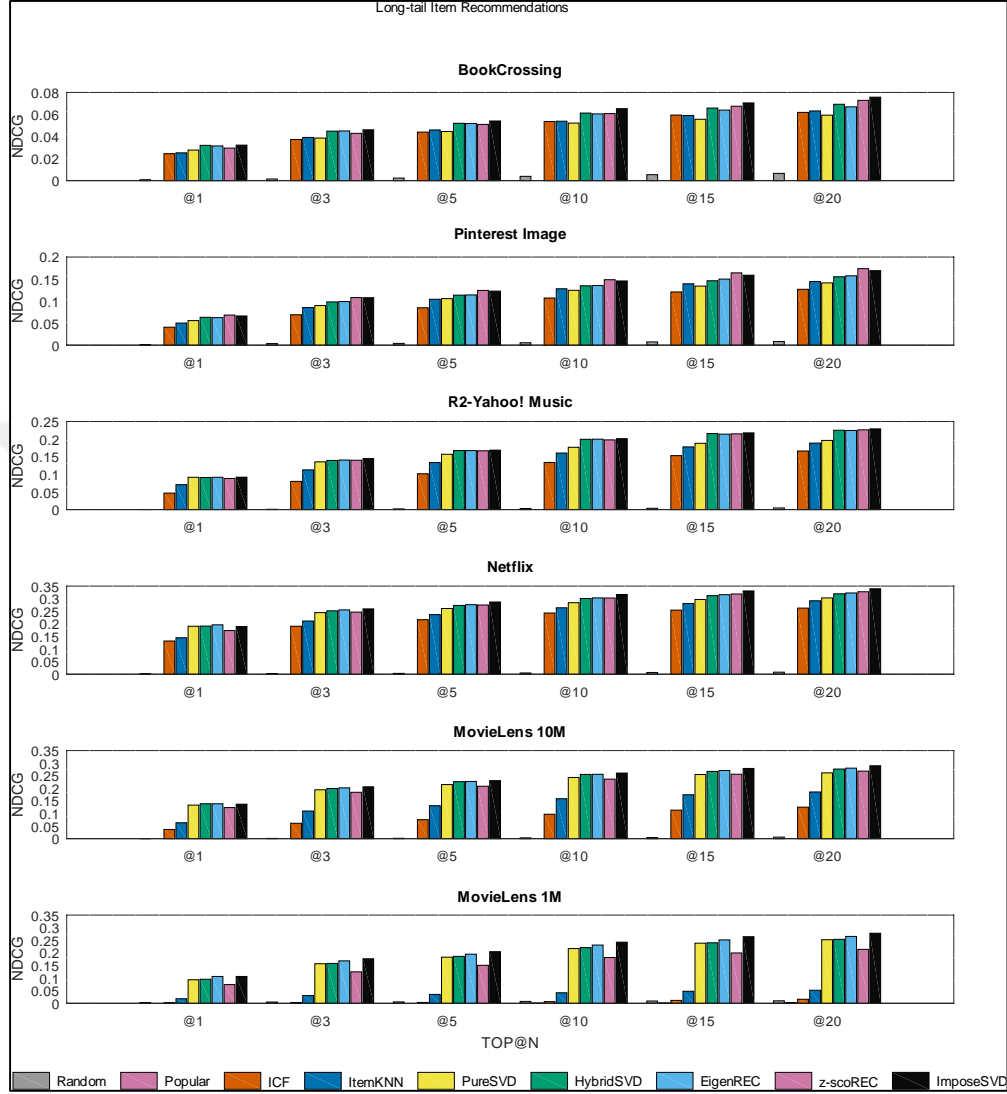 Long-tail Item Recommendations
BookCrossing
NDCG
0.08
0.06
0.04
0.02
0
@1 @3 @5 @10 @15 @20
Pinterest Image
NDCG
0.2
0.15
0.1
0.05
0
@1 @3 @5 @10 @15 @20
R2-Yahoo! Music
NDCG
0.25
0.2
0.15
0.1
0.05
0
@1 @3 @5 @10 @15 @20
Netflix
NDCG
0.35
0.3
0.25
0.2
0.15
0.1
0.05
0
@1 @3 @5 @10 @15 @20
MovieLens 10M
NDCG
0.35
0.3
0.25
0.2
0.15
0.1
0.05
0
@1 @3 @5 @10 @15 @20
MovieLens 1M
NDCG
0.35
0.3
0.25
0.2
0.15
0.1
0.05
0
@1 @3 @5 @10 @15 @20
TOP@N
Random Popular ICF ItemKNN PureSVD HybridSVD EigenREC z-scoREC ImposeSVD